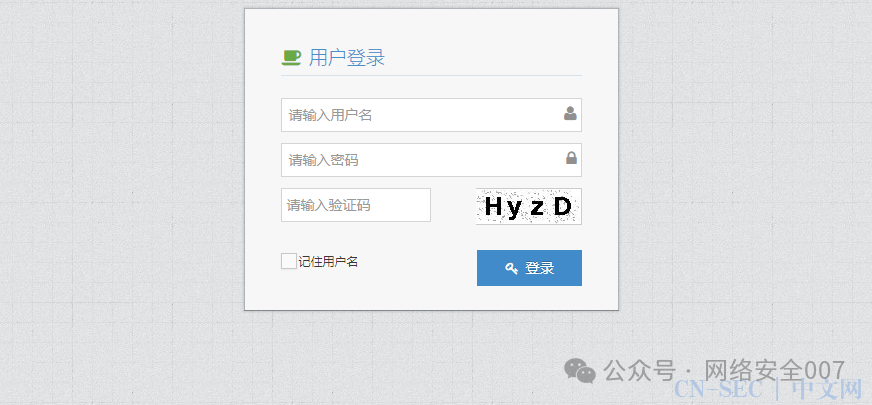 用户登录
请输入用户名
请输入密码
请输入验证码
HyzD
记住用户名
登录
公众号 · 网络安全007
CN-SEC | 中文网